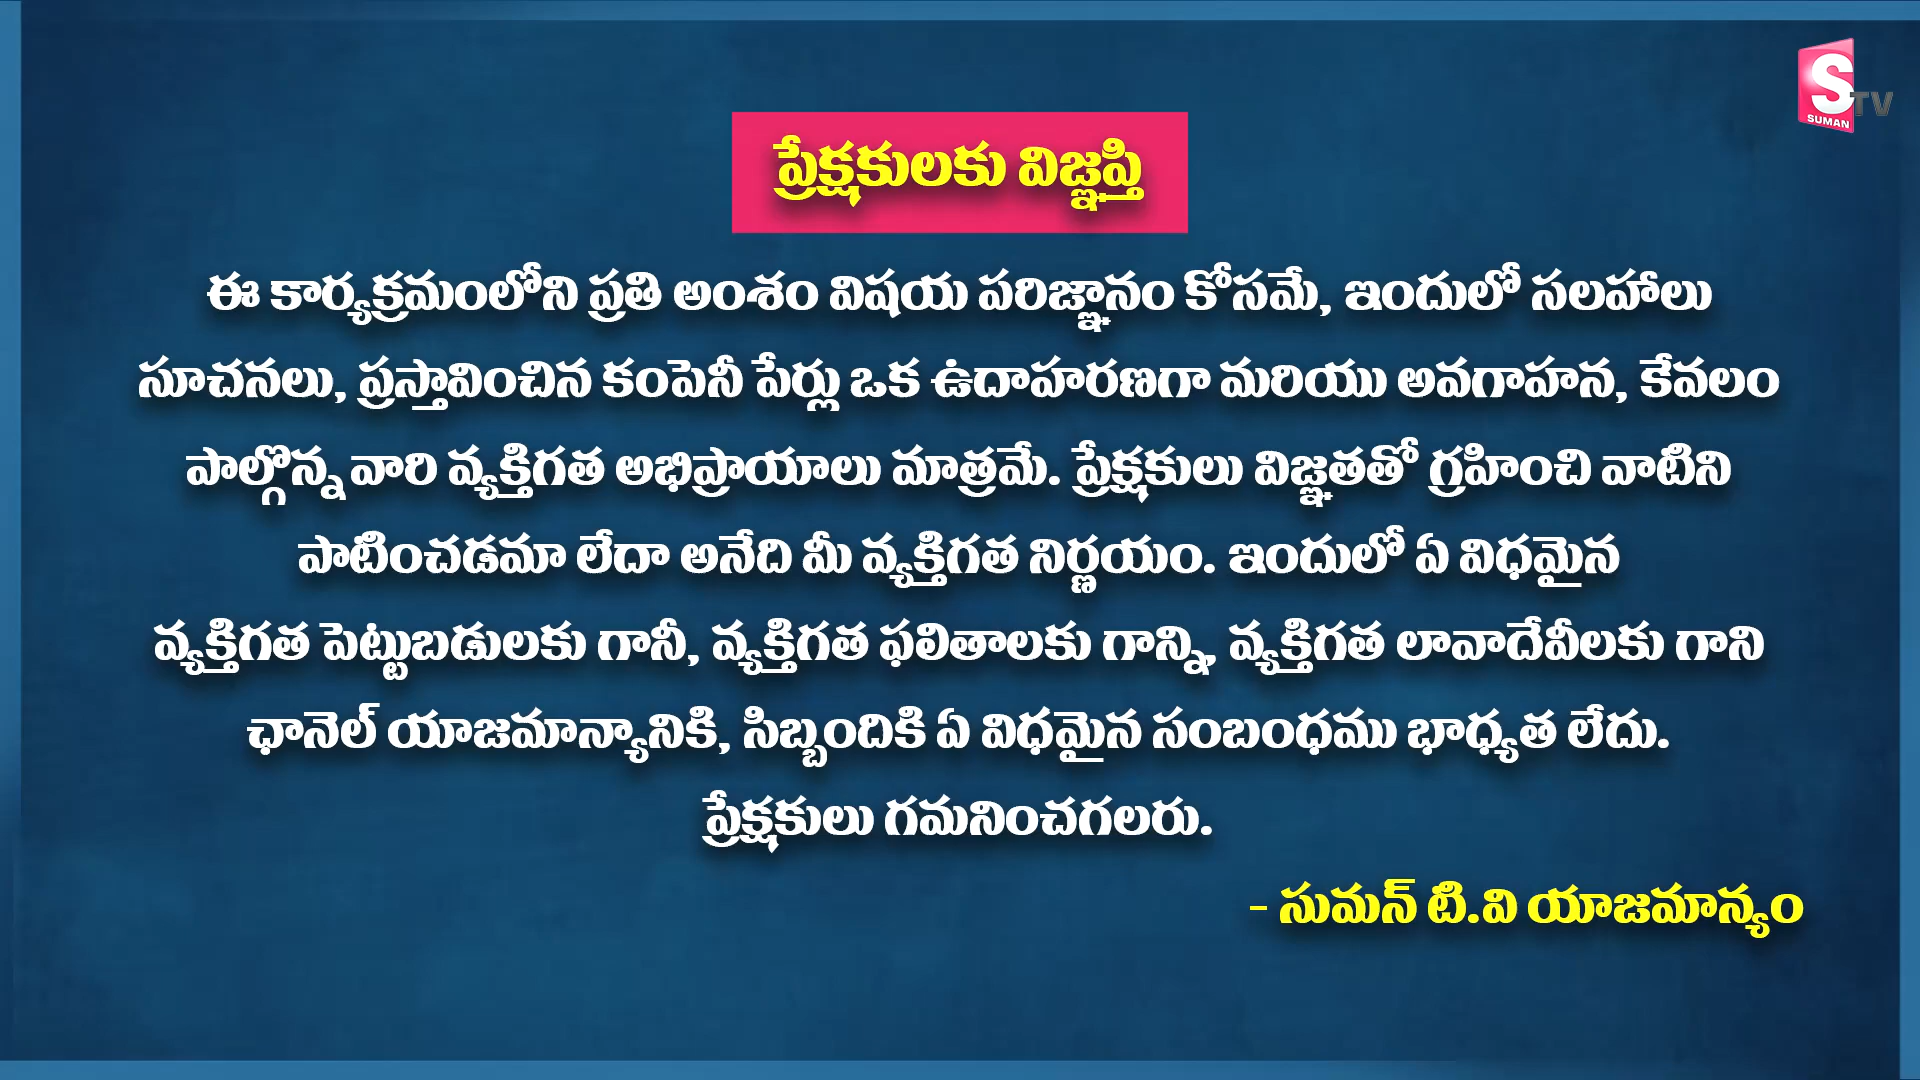 S
TV
SUMAN
ప్రేక్షకులకు విజ్ఞప్తి
ఈ కార్యక్రమంలోని ప్రతి అంశం విషయ పరిజ్ఞానం కోసమే, ఇందులో సలహాలు
సూచనలు, ప్రస్తావించిన కంపెనీ పేర్లు ఒక ఉదాహరణగా మరియు అవగాహన, కేవలం
పాల్గొన్న వారి వ్యక్తిగత అభిప్రాయాలు మాత్రమే. ప్రేక్షకులు విజ్ఞతతో గ్రహించి వాటిని
పాటించడమా లేదా అనేది మీ వ్యక్తిగత నిర్ణయం. ఇందులో ఏ విధమైన
వ్యక్తిగత పెట్టుబడులకు గానీ, వ్యక్తిగత ఫలితాలకు గాన్ని, వ్యక్తిగత లావాదేవీలకు గాని
ఛానెల్ యాజమాన్యానికి, సిబ్బందికి ఏ విధమైన సంబంధము భాధ్యత లేదు.
ప్రేక్షకులు గమనించగలరు.
- సుమన్ టి.వి యాజమాన్యం